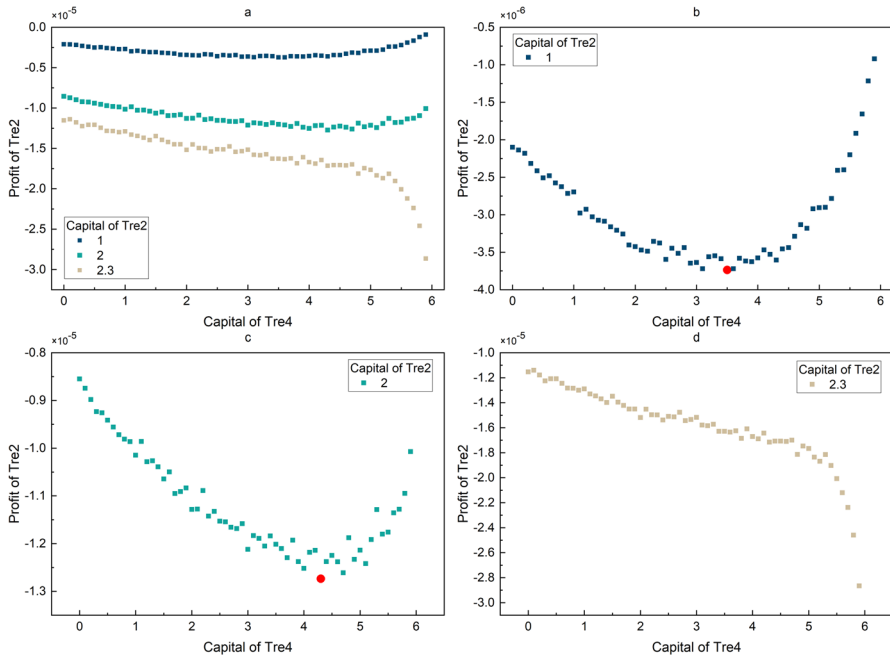 a
×10⁻⁵
0.0
-0.5
-1.0
-1.5
-2.0
-2.5
-3.0
Profit of Tre2
Capital of Tre2
1
2
2.3
0 1 2 3 4 5 6
Capital of Tre4
b
×10⁻⁶
-0.5
-1.0
-1.5
-2.0
-2.5
-3.0
-3.5
-4.0
Profit of Tre2
Capital of Tre2
1
0 1 2 3 4 5 6
Capital of Tre4
c
×10⁻⁵
-0.8
-0.9
-1.0
-1.1
-1.2
-1.3
Profit of Tre2
Capital of Tre2
2
0 1 2 3 4 5 6
Capital of Tre4
d
×10⁻⁵
-1.0
-1.2
-1.4
-1.6
-1.8
-2.0
-2.2
-2.4
-2.6
-2.8
-3.0
Profit of Tre2
Capital of Tre2
2.3
0 1 2 3 4 5 6
Capital of Tre4